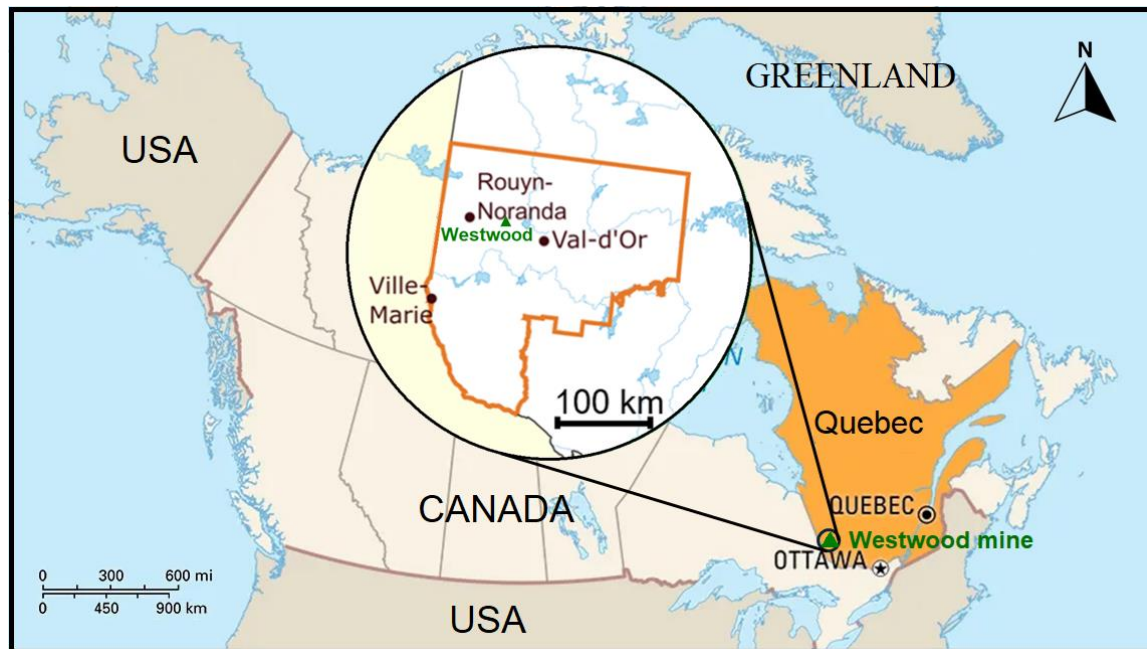 GREENLAND
N
USA
Rouyn-
Noranda
Westwood
Val-d'Or
Ville-
Marie
100 km
N
Quebec
CANADA
QUEBEC
Westwood mine
OTTAWA
0 300 600 mi
0 450 900 km
USA